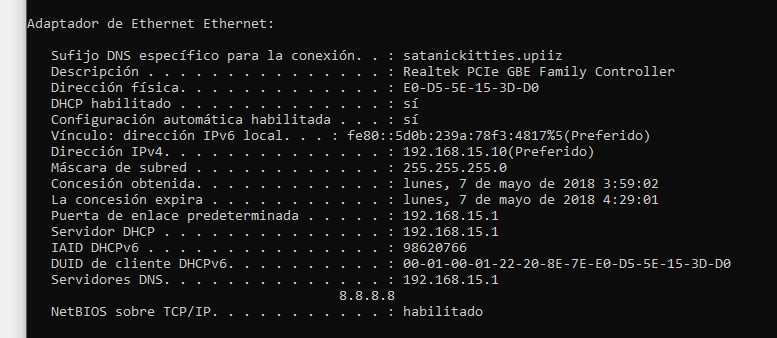 Adaptador de Ethernet Ethernet:
Sufijo DNS específico para la conexión. . : satanickitties.upiiz
Descripción . . . . . . . . . . . . . . . : Realtek PCIe GBE Family Controller
Dirección física. . . . . . . . . . . . . : E0-D5-5E-15-3D-D0
DHCP habilitado . . . . . . . . . . . . . : sí
Configuración automática habilitada . . . : sí
Vínculo: dirección IPv6 local. . . : fe80::5d0b:239a:78f3:4817%5(Preferido)
Dirección IPv4. . . . . . . . . . . . . . : 192.168.15.10(Preferido)
Máscara de subred . . . . . . . . . . . . : 255.255.255.0
Concesión obtenida. . . . . . . . . . . . : lunes, 7 de mayo de 2018 3:59:02
La concesión expira . . . . . . . . . . . : lunes, 7 de mayo de 2018 4:29:01
Puerta de enlace predeterminada . . . . . : 192.168.15.1
Servidor DHCP . . . . . . . . . . . . . . : 192.168.15.1
IAID DHCPv6 . . . . . . . . . . . . . . . : 98620766
DUID de cliente DHCPv6. . . . . . . . . . : 00-01-00-01-22-20-8E-7E-E0-D5-5E-15-3D-D0
Servidores DNS. . . . . . . . . . . . . . : 192.168.15.1
8.8.8.8
NetBIOS sobre TCP/IP. . . . . . . . . . . : habilitado